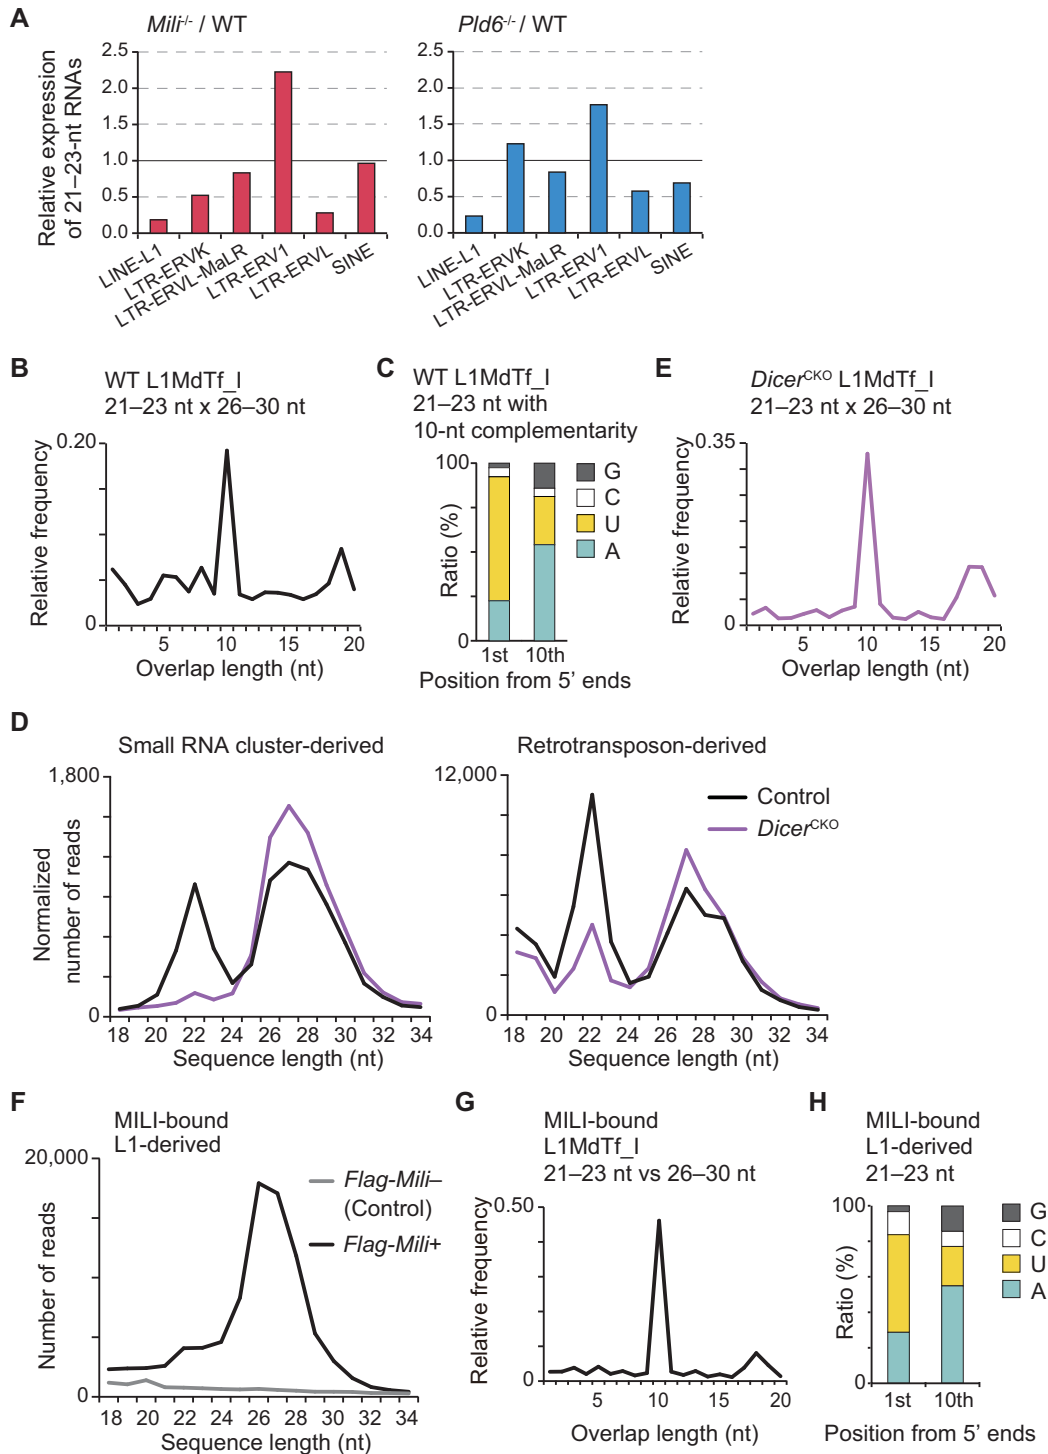 A
Mili-/- / WT
Pld6-/- / WT
Relative expression
of 21–23-nt RNAs
2.5
2.0
1.5
1.0
0.5
0.0
LINE-L1
LTR-ERVK
LTR-ERVL-MaLR
LTR-ERV1
LTR-ERVL
SINE
2.5
2.0
1.5
1.0
0.5
0.0
LINE-L1
LTR-ERVK
LTR-ERVL-MaLR
LTR-ERV1
LTR-ERVL
SINE
B
WT L1MdTf_I
21–23 nt x 26–30 nt
Relative frequency
0.20
0
5 10 15 20
Overlap length (nt)
C
WT L1MdTf_I
21–23 nt with
10-nt complementarity
Ratio (%)
100
0
G
C
U
A
1st 10th
Position from 5' ends
E
DicerCKO L1MdTf_I
21–23 nt x 26–30 nt
Relative frequency
0.35
0
5 10 15 20
Overlap length (nt)
D
Small RNA cluster-derived
Normalized
number of reads
1,800
0
18 20 22 24 26 28 30 32 34
Sequence length (nt)
Retrotransposon-derived
12,000
0
Control
DicerCKO
18 20 22 24 26 28 30 32 34
Sequence length (nt)
F
MILI-bound
L1-derived
Number of reads
20,000
0
Flag-Mili–
(Control)
Flag-Mili+
18 20 22 24 26 28 30 32 34
Sequence length (nt)
G
MILI-bound
L1MdTf_I
21–23 nt vs 26–30 nt
Relative frequency
0.50
0
5 10 15 20
Overlap length (nt)
H
MILI-bound
L1-derived
21–23 nt
Ratio (%)
100
0
G
C
U
A
1st 10th
Position from 5' ends